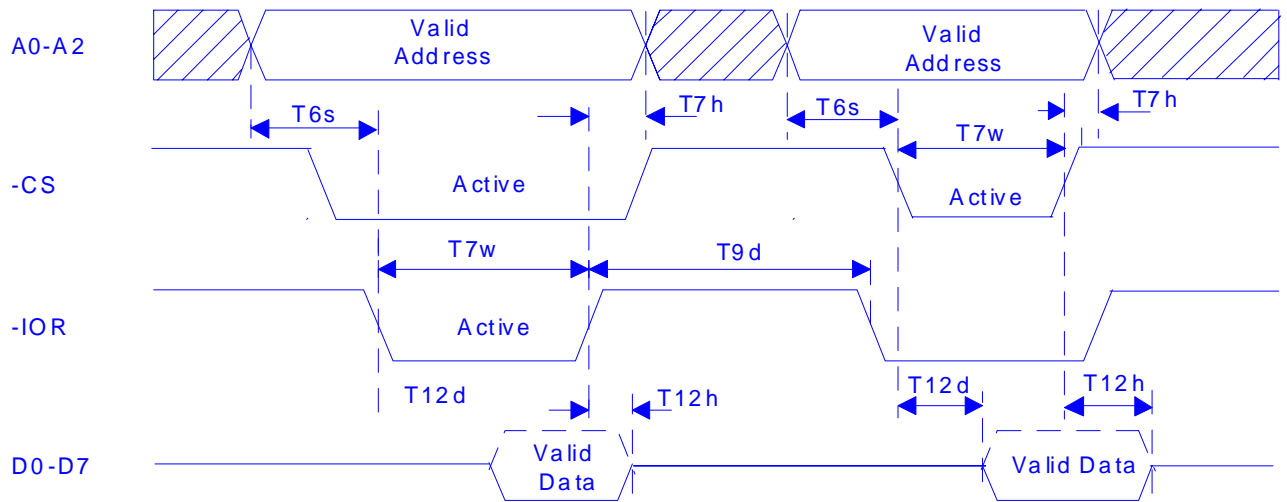 A0-A2
Valid
Address
Valid
Address
T6s
T7h
T6s
T7h
T7w
-CS
Active
Active
T7w
T9d
-IOR
Active
T12d
T12h
T12d
T12h
D0-D7
Valid
Data
Valid Data